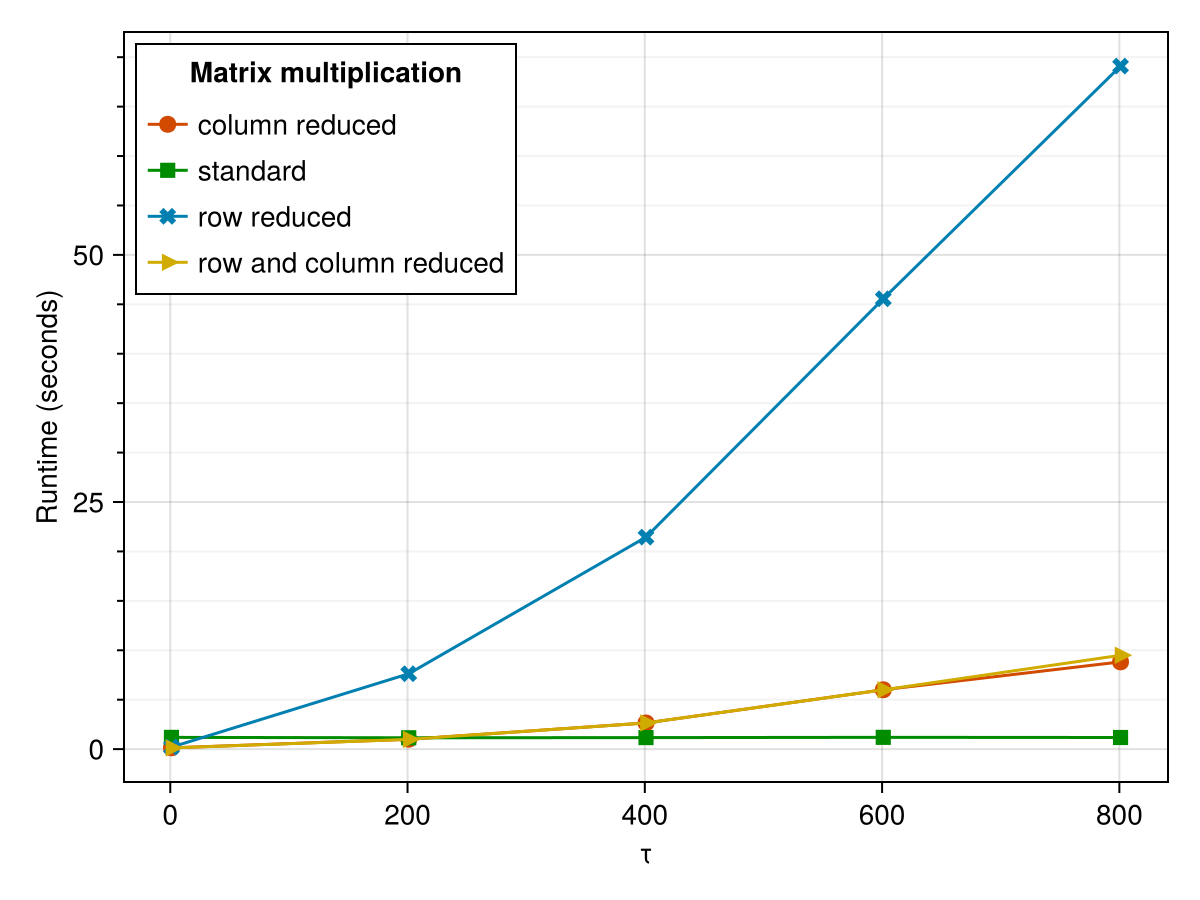 Matrix multiplication
column reduced
standard
row reduced
row and column reduced
Runtime (seconds)
50
25
0
0 200 400 600 800
τ